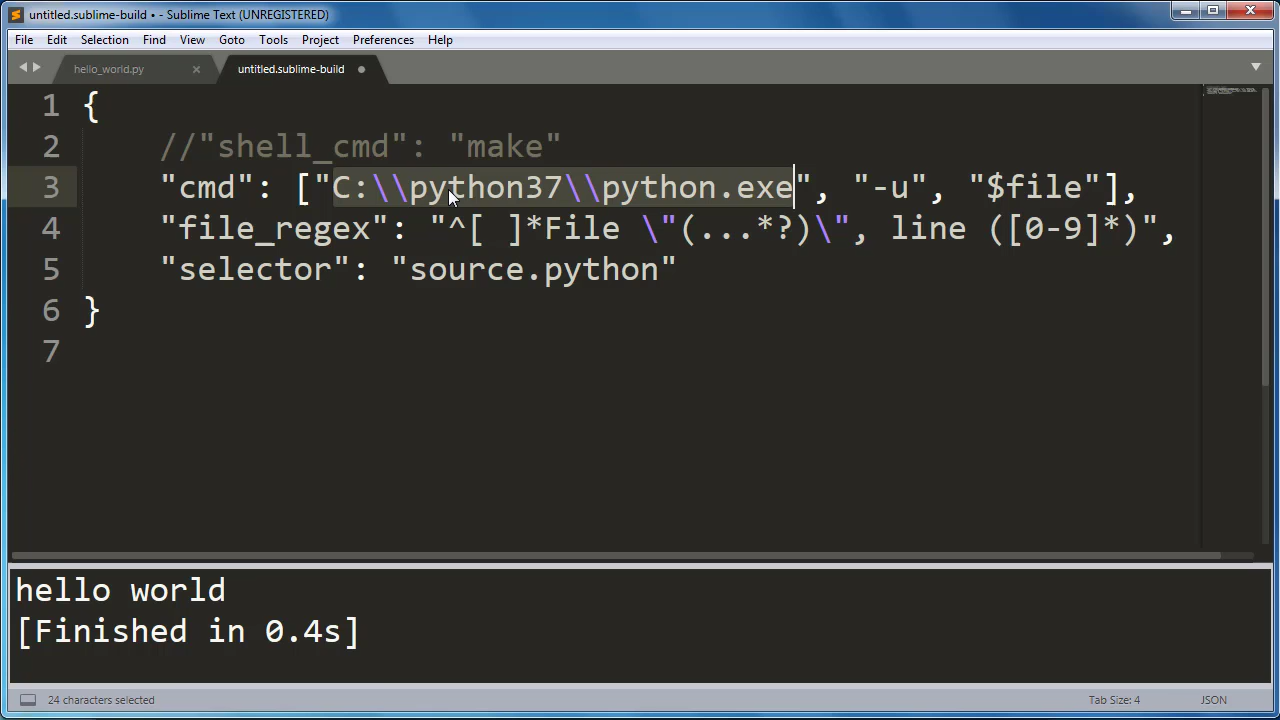 untitled.sublime-build • - Sublime Text (UNREGISTERED)
File Edit Selection Find View Goto Tools Project Preferences Help
hello_world.py untitled.sublime-build
1 {
2 //"shell_cmd": "make"
3 "cmd": ["C:\\python37\\python.exe", "-u", "$file"],
4 "file_regex": "^[ ]*File \"(...*?)\", line ([0-9]*)",
5 "selector": "source.python"
6 }
7
hello world
[Finished in 0.4s]
24 characters selected Tab Size: 4 JSON